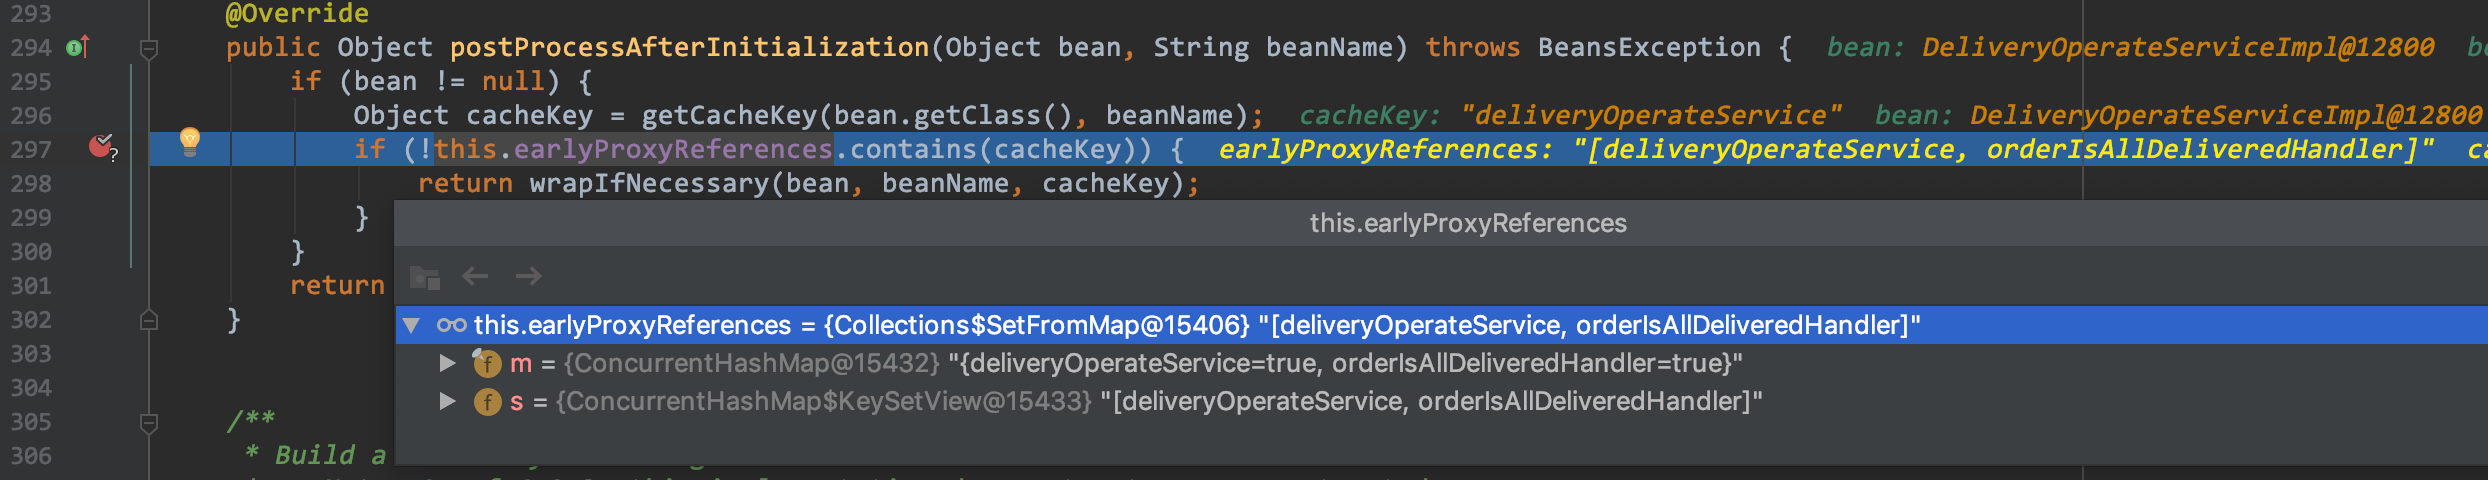 293 @Override
294 public Object postProcessAfterInitialization(Object bean, String beanName) throws BeansException { bean: DeliveryOperateServiceImpl@12800 be
295 if (bean != null) {
296 Object cacheKey = getCacheKey(bean.getClass(), beanName); cacheKey: "deliveryOperateService" bean: DeliveryOperateServiceImpl@12800
297 if (!this.earlyProxyReferences.contains(cacheKey)) { earlyProxyReferences: "[deliveryOperateService, orderIsAllDeliveredHandler]" ca
298 return wrapIfNecessary(bean, beanName, cacheKey);
299 }
this.earlyProxyReferences
300 }
301 return
302 }
this.earlyProxyReferences = {Collections$SetFromMap@15406} "[deliveryOperateService, orderIsAllDeliveredHandler]"
303
m = {ConcurrentHashMap@15432} "{deliveryOperateService=true, orderIsAllDeliveredHandler=true}"
304
s = {ConcurrentHashMap$KeySetView@15433} "[deliveryOperateService, orderIsAllDeliveredHandler]"
305 /**
306 * Build a